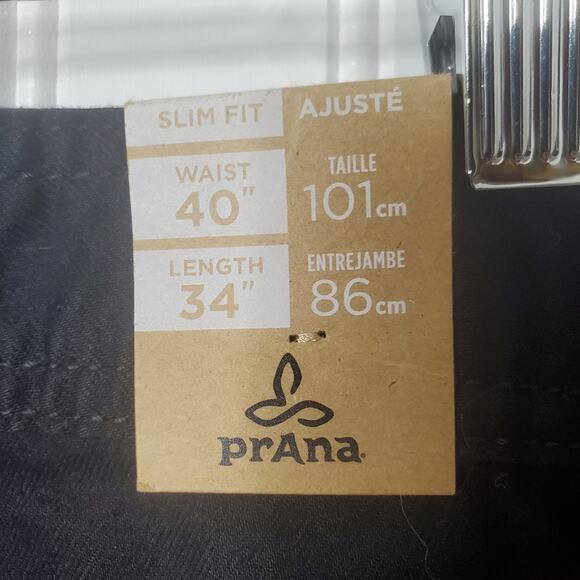 SLIM FIT AJUSTÉ
WAIST TAILLE
40" 101cm
LENGTH ENTREJAMBE
34" 86cm
prAna